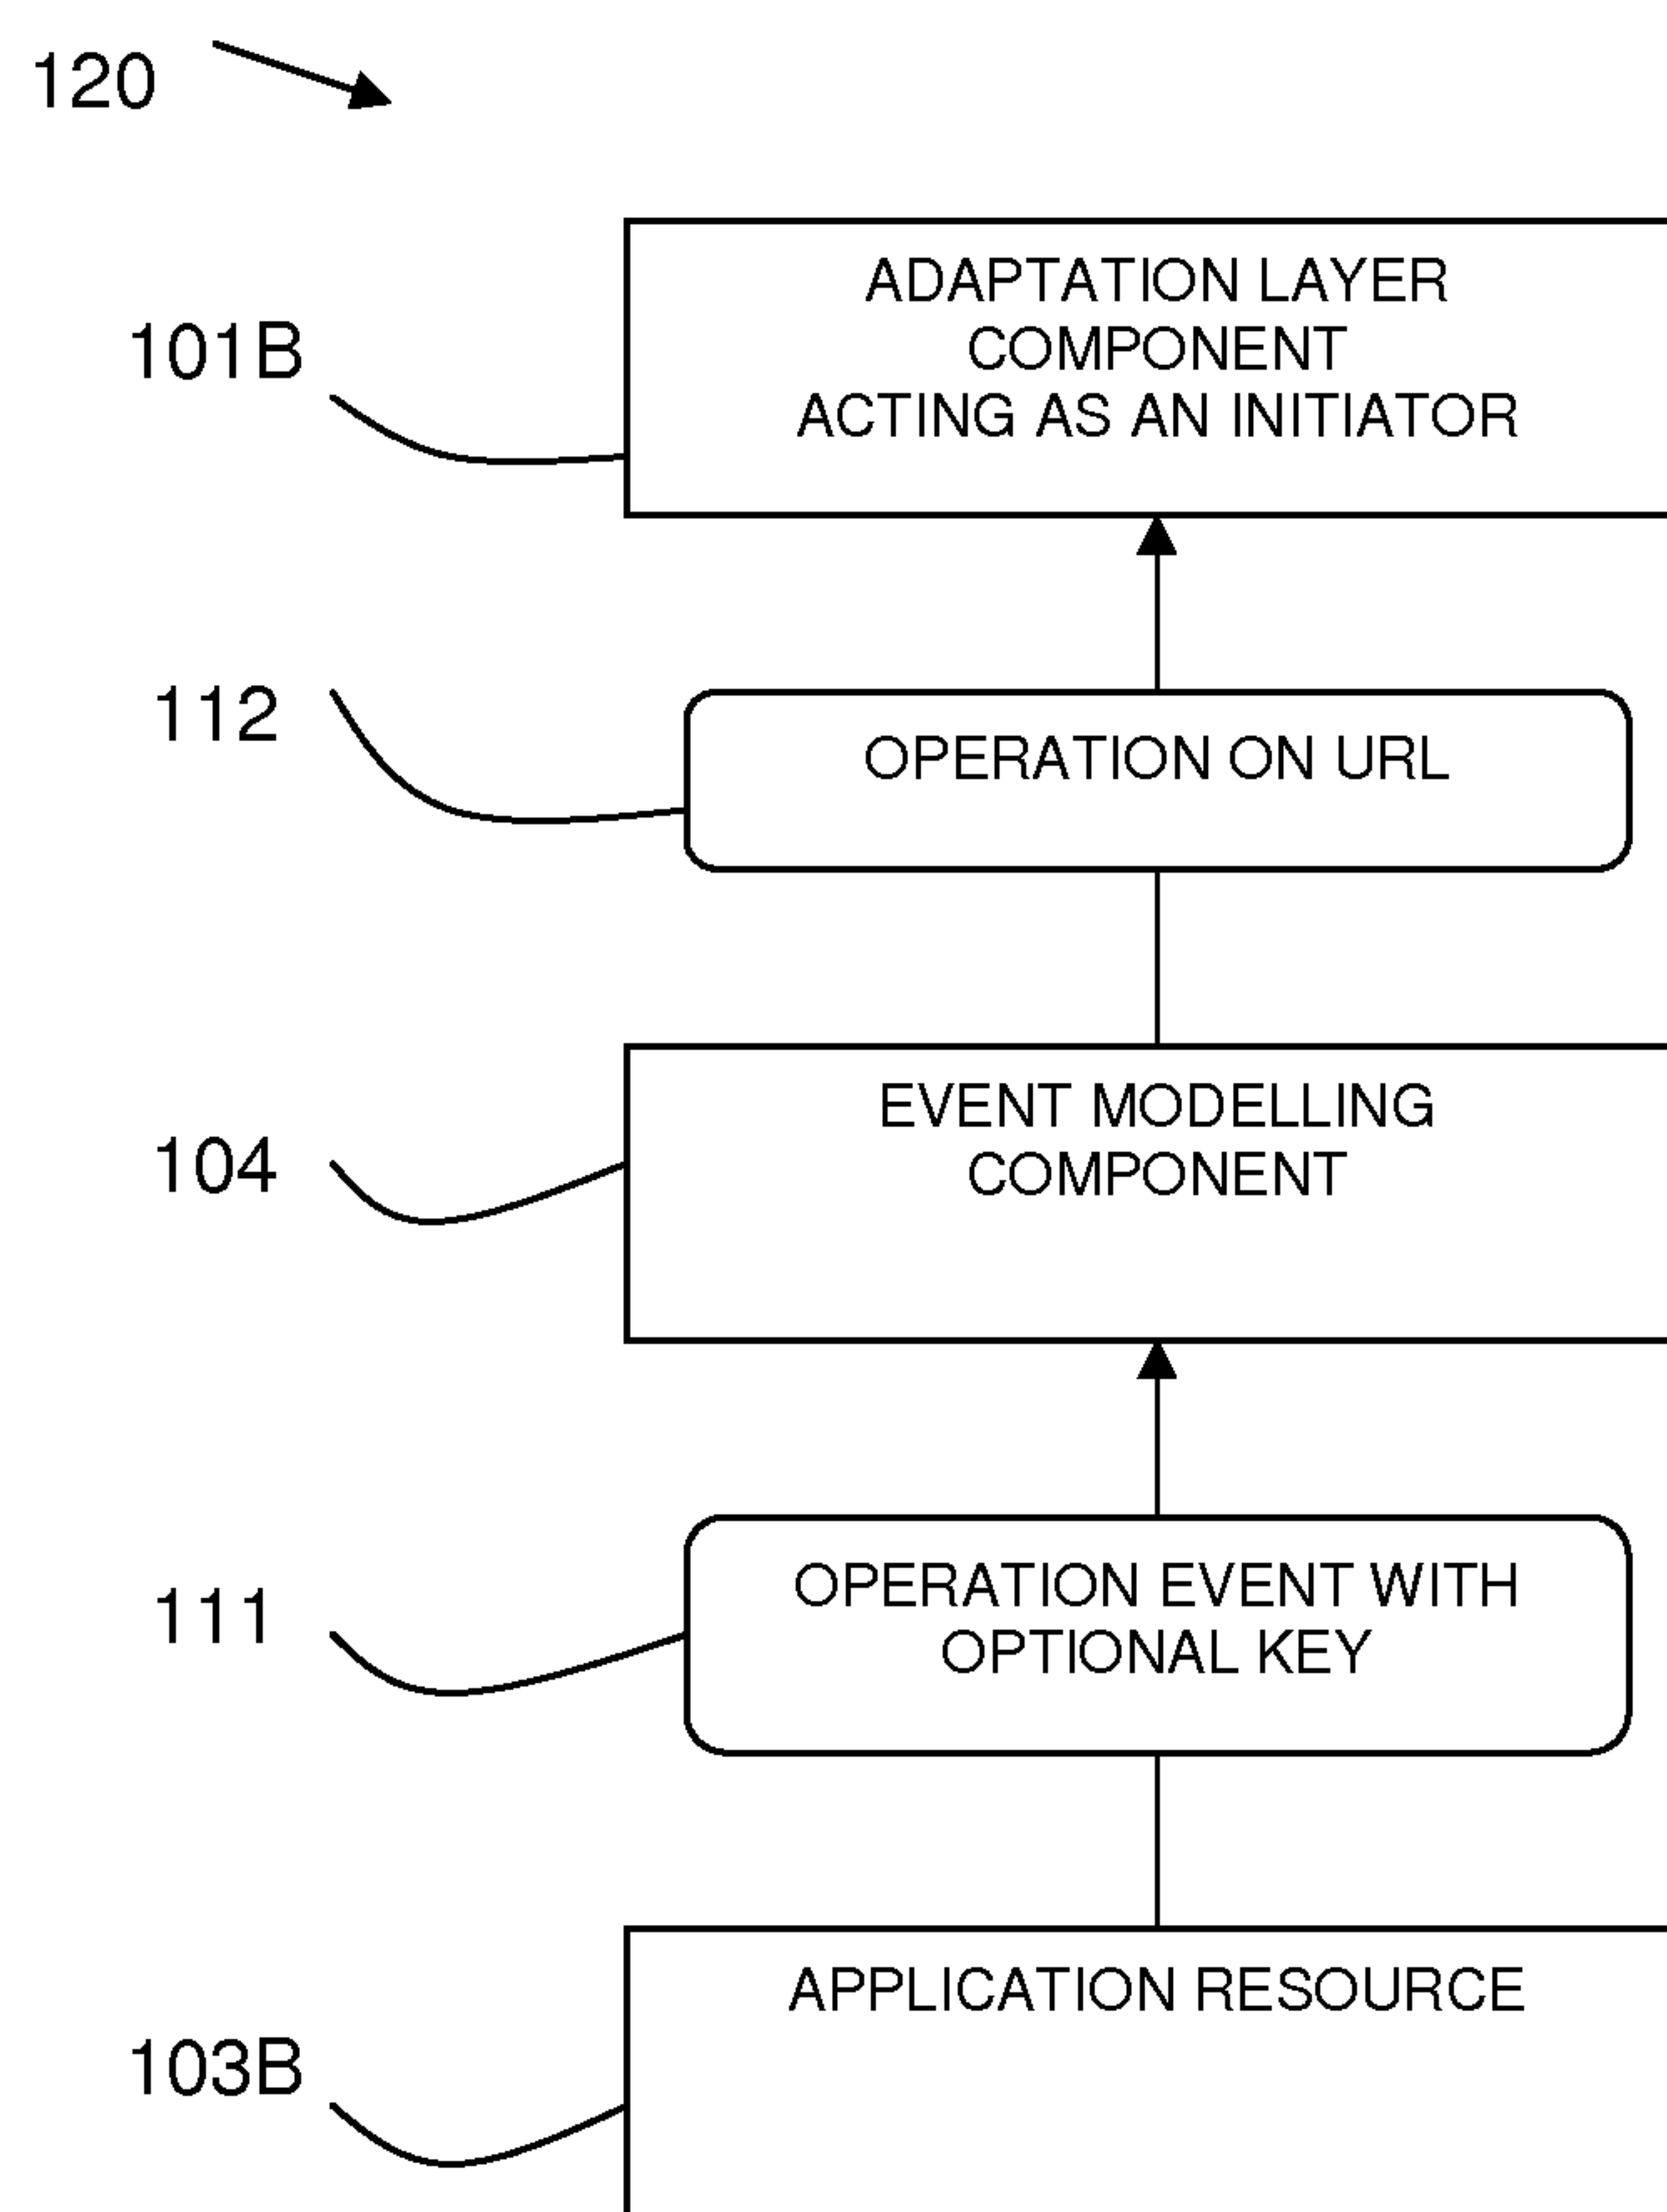 120
101B
ADAPTATION LAYER
COMPONENT
ACTING AS AN INITIATOR
112
OPERATION ON URL
104
EVENT MODELLING
COMPONENT
111
OPERATION EVENT WITH
OPTIONAL KEY
103B
APPLICATION RESOURCE